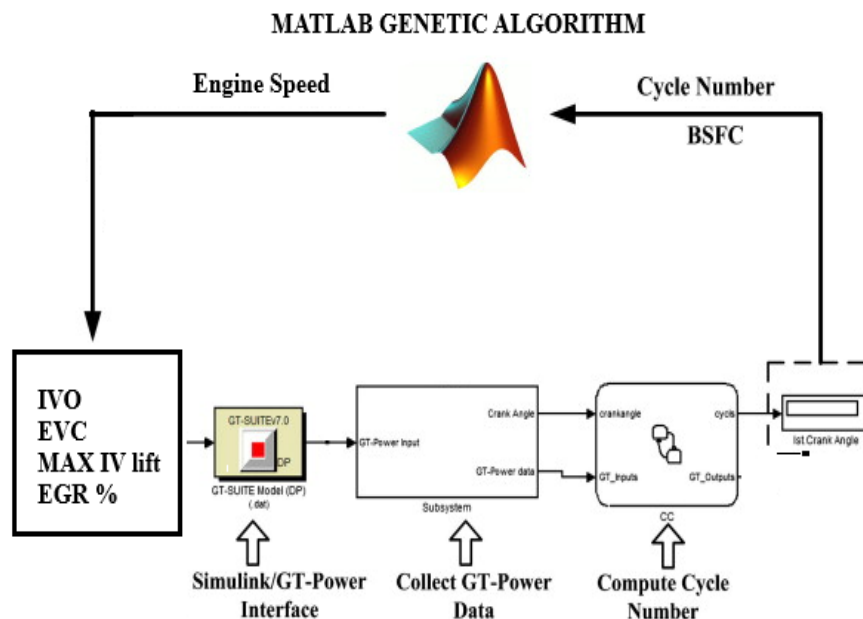 MATLAB GENETIC ALGORITHM
Engine Speed
Cycle Number
BSFC
IVO
EVC
MAX IV lift
EGR %
GT-SUITEv7.0
DP
GT-SUITE Model (DP)
(.dat)
GT-Power Input
Crank Angle
GT-Power data
Subsystem
crankangle
GT_Inputs
cycls
GT_Outputs
CC
Ist Crank Angle
Simulink/GT-Power
Interface
Collect GT-Power
Data
Compute Cycle
Number